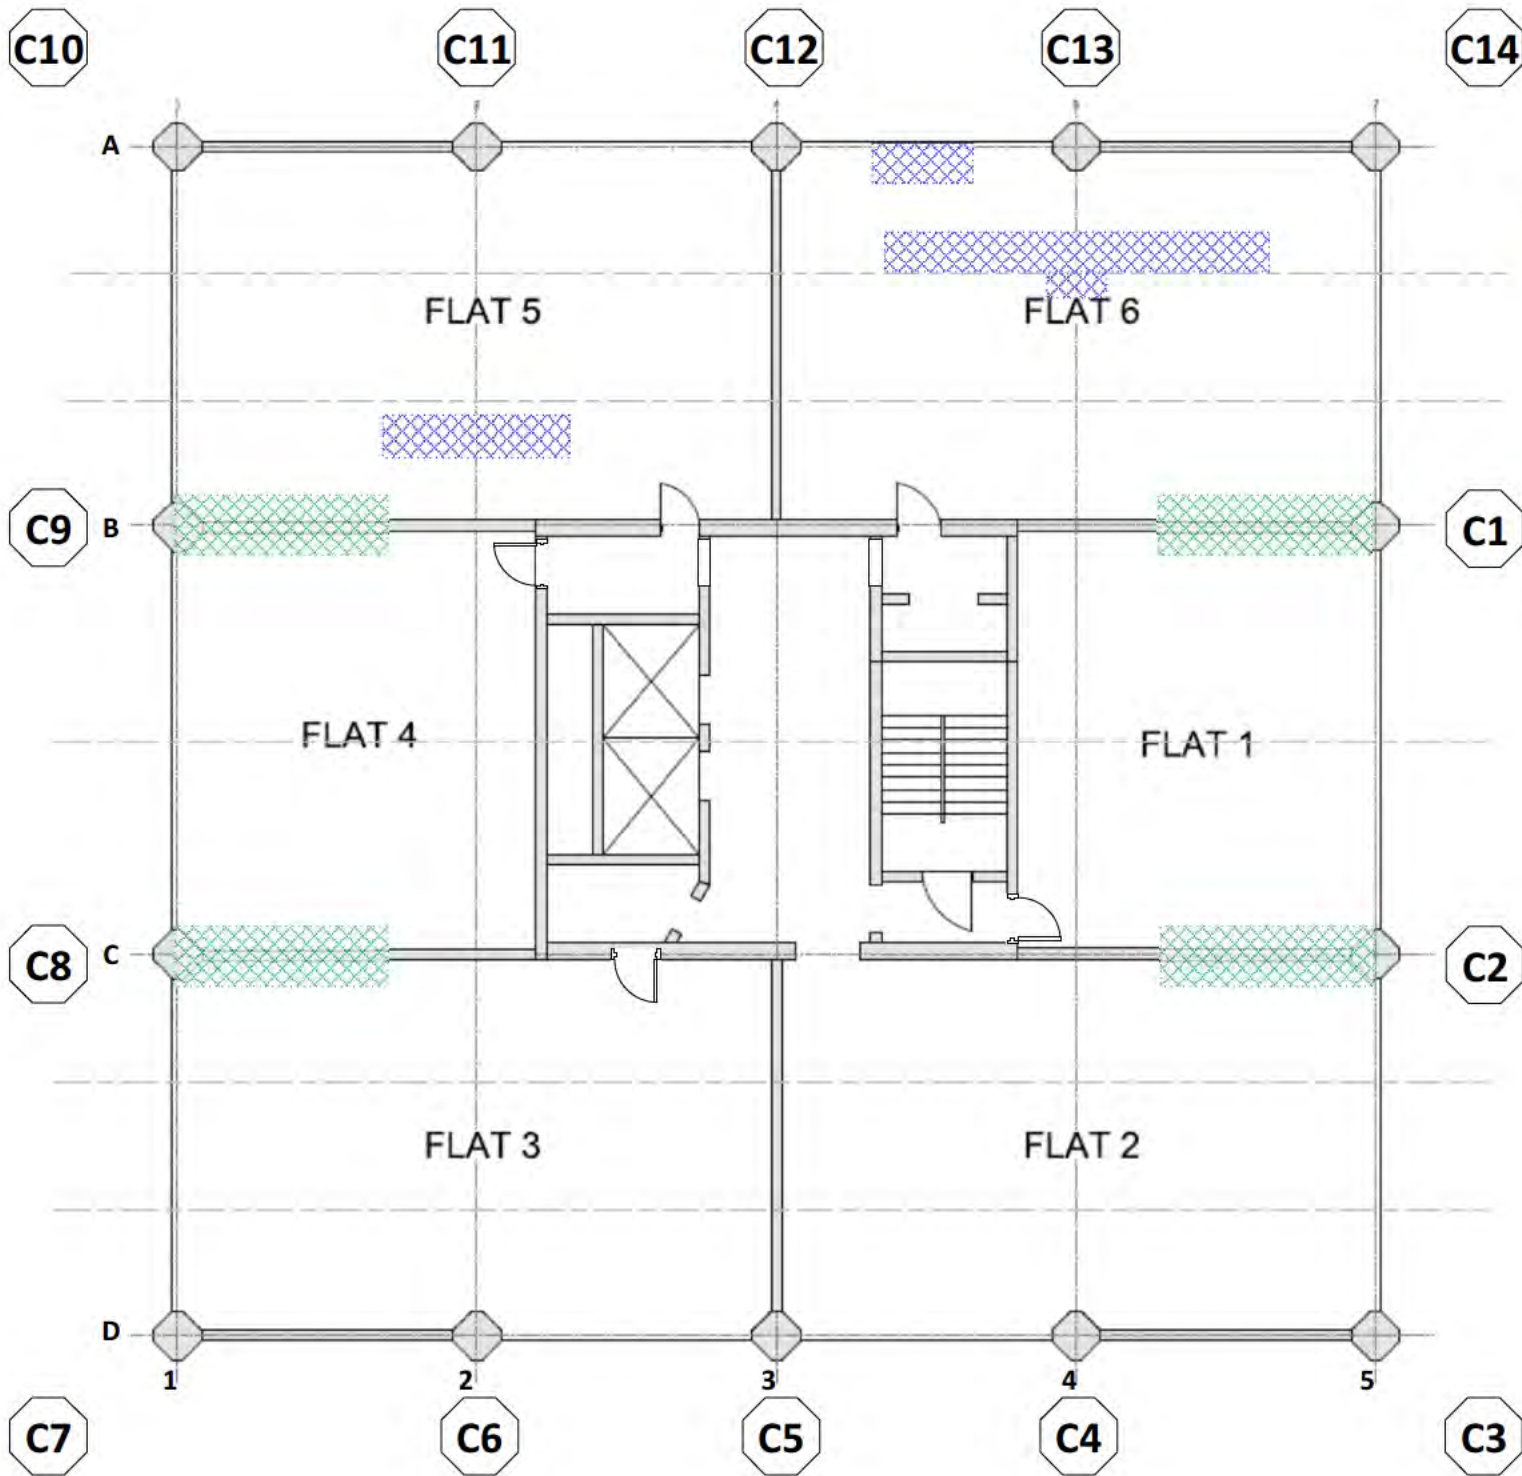 C10 C11 C12 C13 C14
A
FLAT 5 FLAT 6
C9 B C1
FLAT 4 FLAT 1
C8 C C2
FLAT 3 FLAT 2
D
1 2 3 4 5
C7 C6 C5 C4 C3